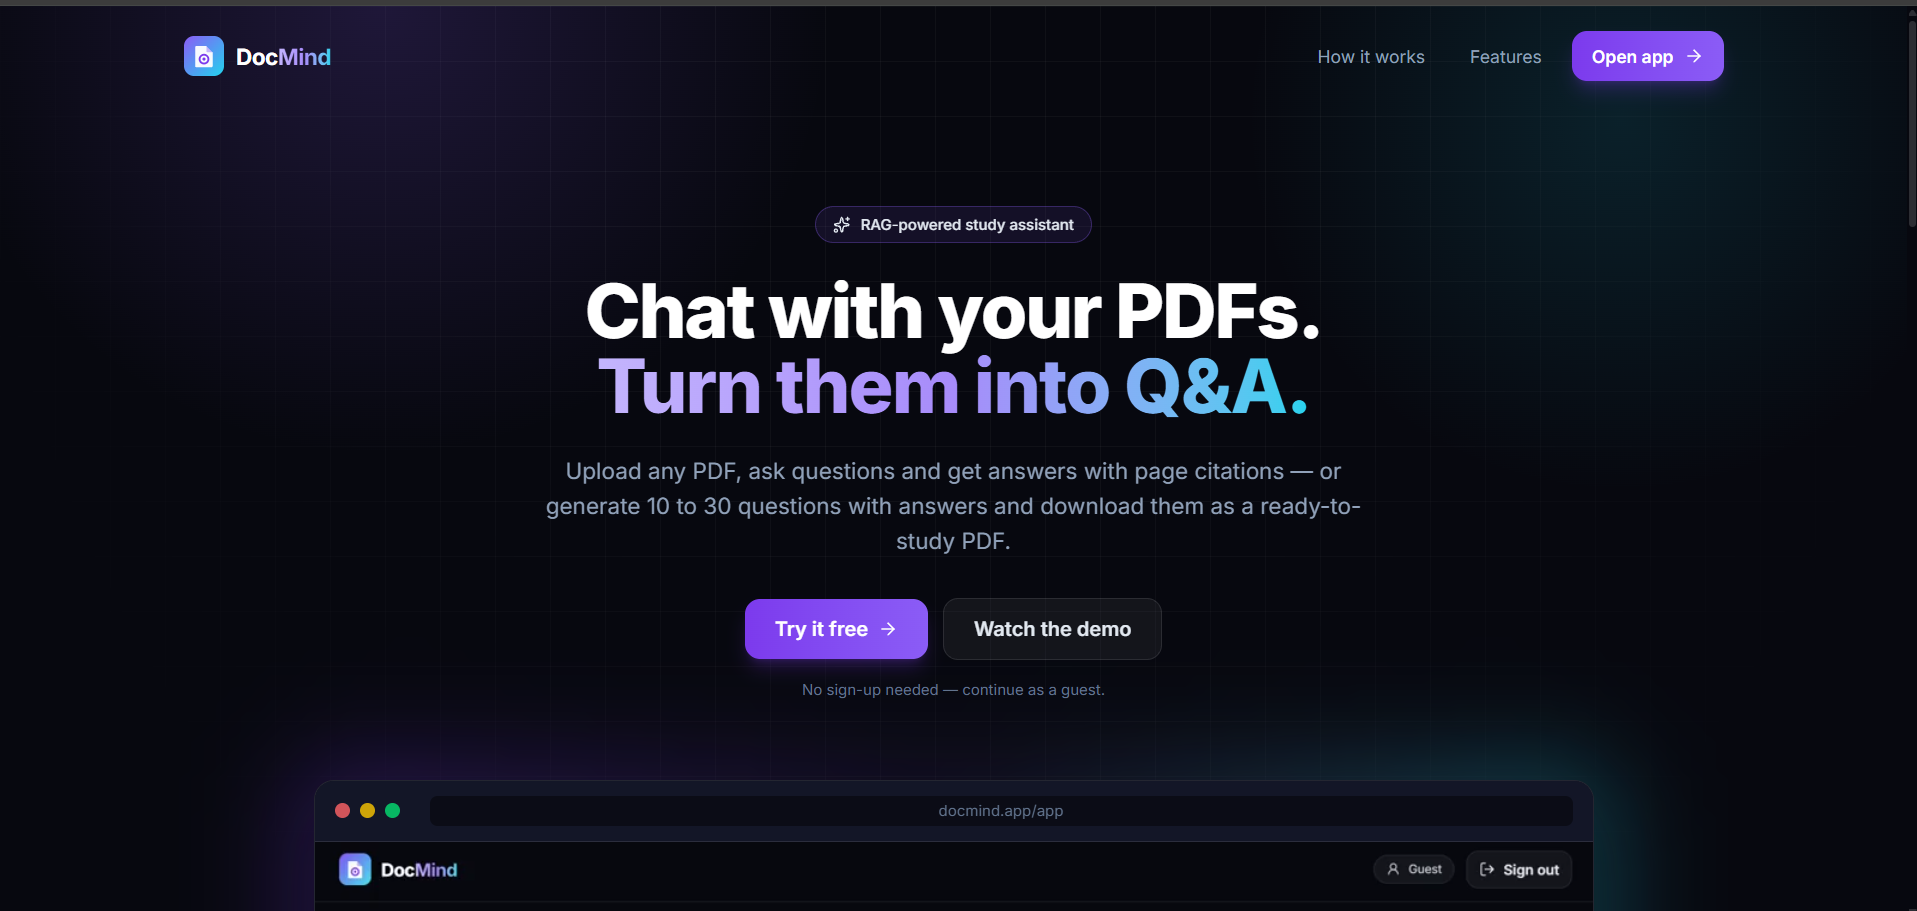 DocMind
How it works
Features
Open app
RAG-powered study assistant
Chat with your PDFs.
Turn them into Q&A.
Upload any PDF, ask questions and get answers with page citations — or
generate 10 to 30 questions with answers and download them as a ready-to-
study PDF.
Try it free
Watch the demo
No sign-up needed — continue as a guest.
docmind.app/app
DocMind
Guest
Sign out